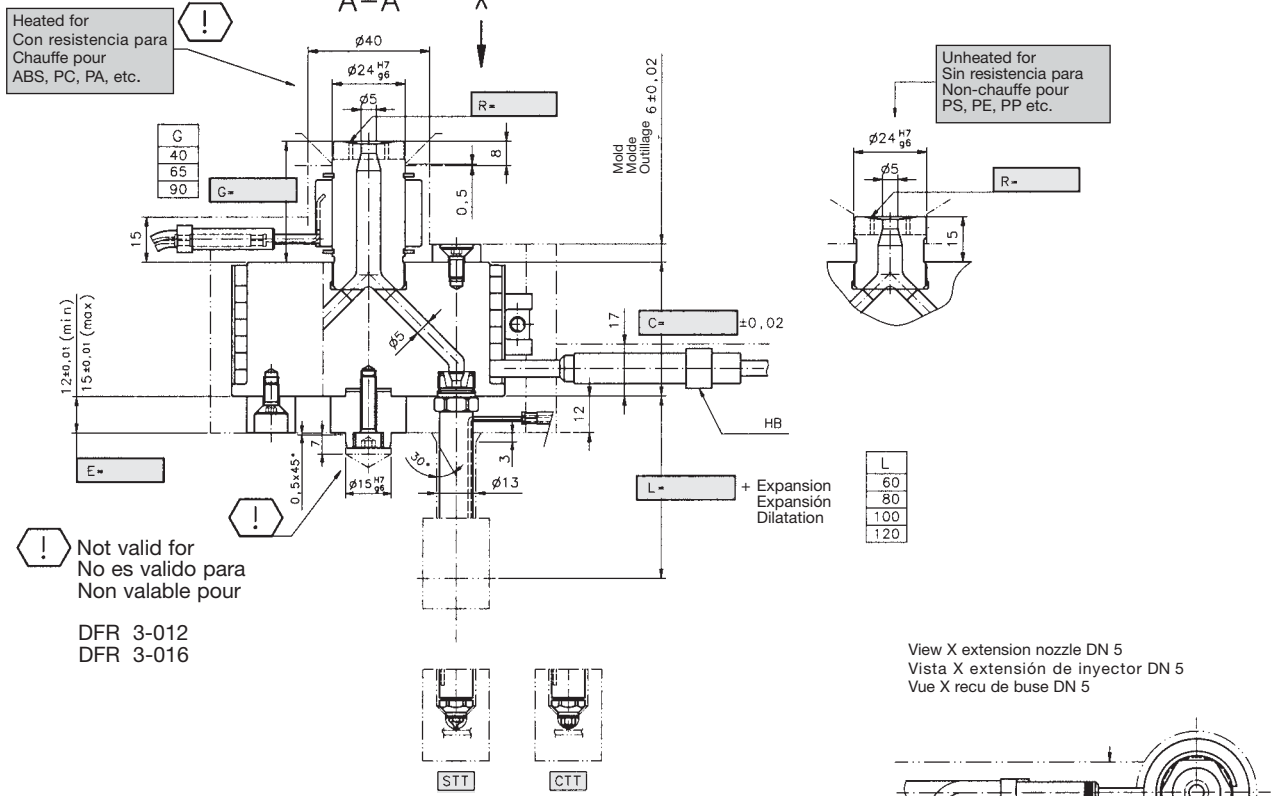 A-A
X
Heated for
Con resistencia para
Chauffe pour
ABS, PC, PA, etc.
!
ø40
ø24 H7 g6
ø5
R=
Mold
Molde
Outillage
6±0,02
Unheated for
Sin resistencia para
Non-chauffe pour
PS, PE, PP etc.
ø24 H7 g6
ø5
R=
15
G
40
65
90
G=
8
0,5
15
12±0,01 (min)
15±0,01 (max)
ø5
17
C=
±0,02
HB
12
3
E=
7
0,5x45°
ø15 H7 g6
30°
ø13
L=
+ Expansion
Expansión
Dilatation
L
60
80
100
120
!
!
Not valid for
No es valido para
Non valable pour
DFR 3-012
DFR 3-016
STT
CTT
View X extension nozzle DN 5
Vista X extensión de inyector DN 5
Vue X recu de buse DN 5